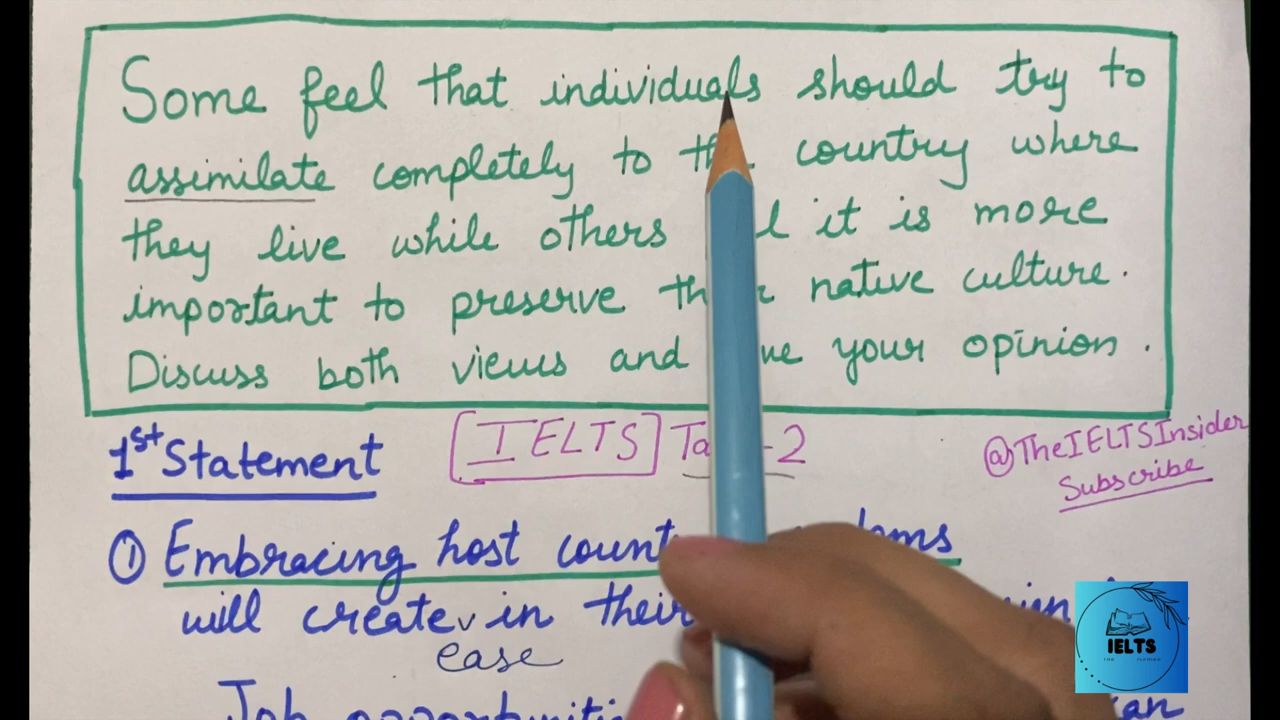 Some feel that individuals should try to
assimilate completely to country where
they live while others it is more
important to preserve native culture.
Discuss both views and your opinion.
1st Statement
[IELTS] 2
@TheIELTSInsider
Subscribe
① Embracing host
will create in their
ease
Job
IELTS